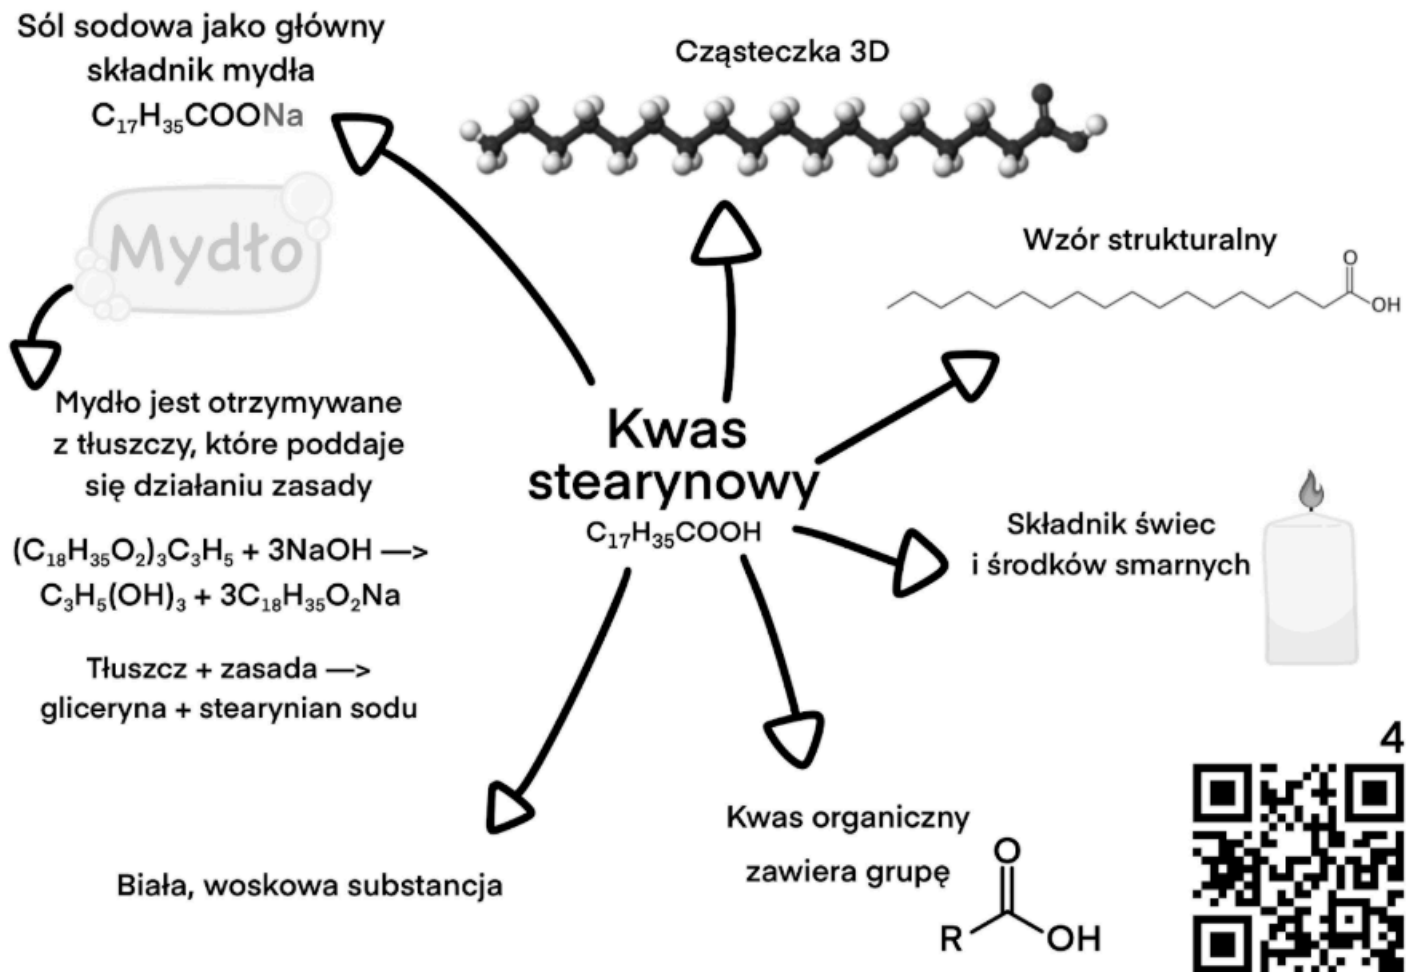 Sól sodowa jako główny
składnik mydła
C₁₇H₃₅COONa
Mydło
Mydło jest otrzymywane
z tłuszczy, które poddaje
się działaniu zasady
(C₁₈H₃₅O₂)₃C₃H₅ + 3NaOH —>
C₃H₅(OH)₃ + 3C₁₈H₃₅O₂Na
Tłuszcz + zasada —>
gliceryna + stearynian sodu
Cząsteczka 3D
Wzór strukturalny
O
OH
Kwas
stearynowy
C₁₇H₃₅COOH
Składnik świec
i środków smarnych
Biała, woskowa substancja
Kwas organiczny
zawiera grupę
O
R
OH
4